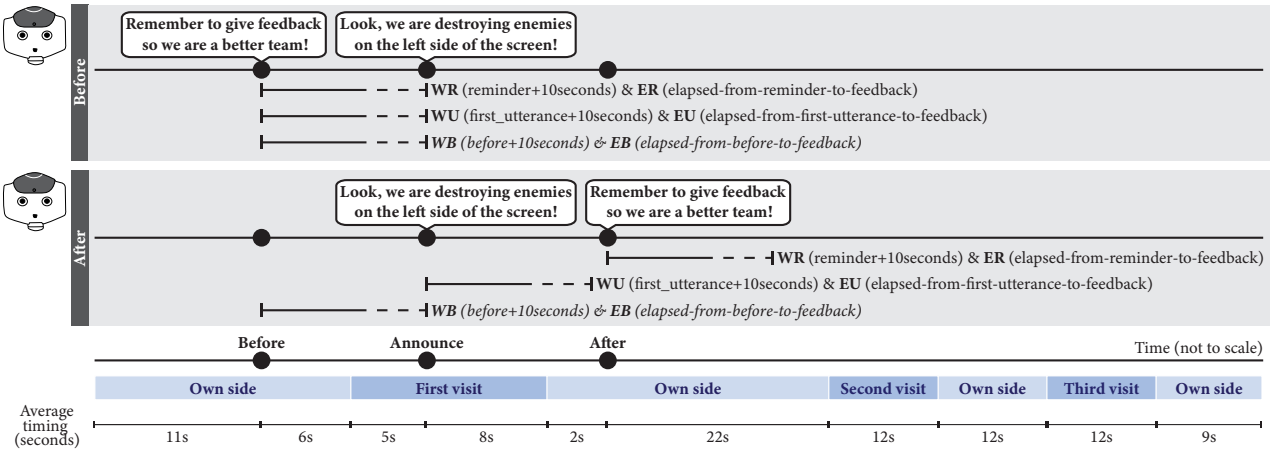 Remember to give feedback
so we are a better team!
Look, we are destroying enemies
on the left side of the screen!
Before
WR (reminder+10seconds) & ER (elapsed-from-reminder-to-feedback)
WU (first_utterance+10seconds) & EU (elapsed-from-first-utterance-to-feedback)
WB (before+10seconds) & EB (elapsed-from-before-to-feedback)
Look, we are destroying enemies
on the left side of the screen!
Remember to give feedback
so we are a better team!
After
WR (reminder+10seconds) & ER (elapsed-from-reminder-to-feedback)
WU (first_utterance+10seconds) & EU (elapsed-from-first-utterance-to-feedback)
WB (before+10seconds) & EB (elapsed-from-before-to-feedback)
Before Announce After Time (not to scale)
Own side First visit Own side Second visit Own side Third visit Own side
Average
timing
(seconds)
11s 6s 5s 8s 2s 22s 12s 12s 12s 9s